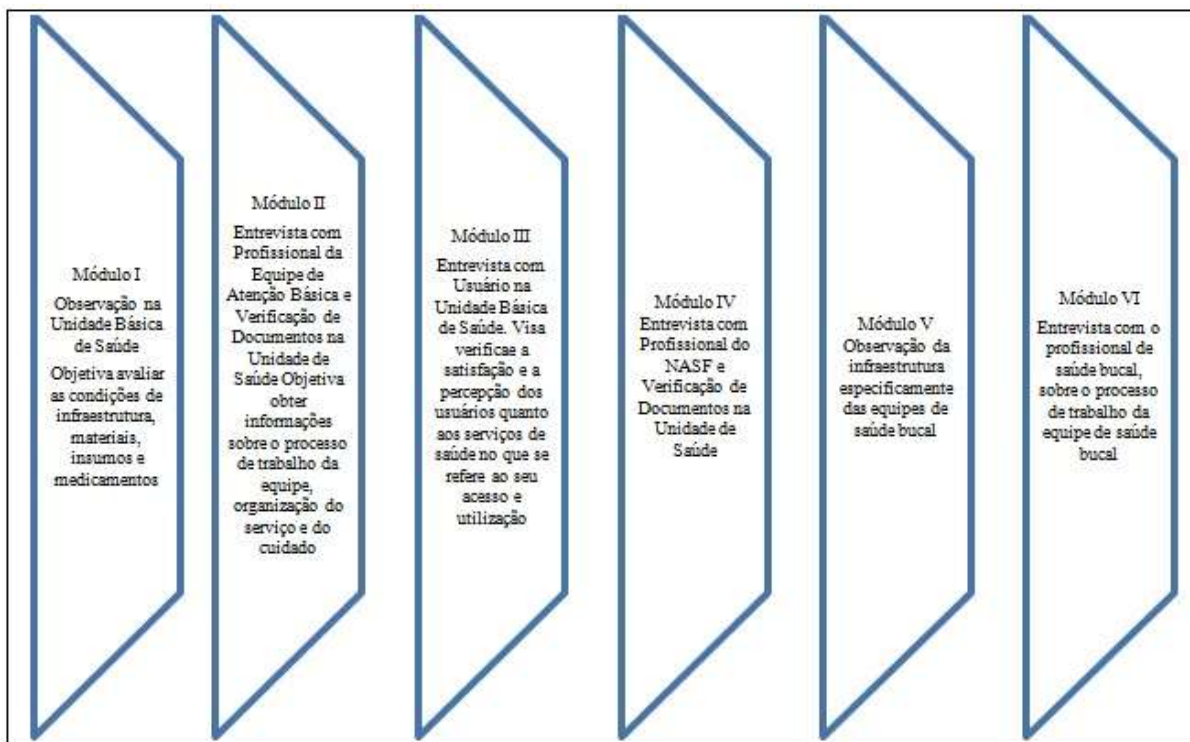 Módulo I
Observação na
Unidade Básica
de Saúde
Objetiva avaliar
as condições de
infraestrutura,
materiais,
insumos e
medicamentos
Módulo II
Entrevista com
Profissional da
Equipe de
Atenção Básica e
Verificação de
Documentos na
Unidade de
Saúde Objetiva
obter
informações
sobre o processo
de trabalho da
equipe,
organização do
serviço e do
cuidado
Módulo III
Entrevista com
Usuário na
Unidade Básica
de Saúde. Visa
verificae a
satisfação e a
percepção dos
usuários quanto
aos serviços de
saúde no que se
refere ao seu
acesso e
utilização
Módulo IV
Entrevista com
Profissional do
NASF e
Verificação de
Documentos na
Unidade de
Saúde
Módulo V
Observação da
infraestrutura
especificamente
das equipes de
saúde bucal
Módulo VI
Entrevista com o
profissional de
saúde bucal,
sobre o processo
de trabalho da
equipe de saúde
bucal